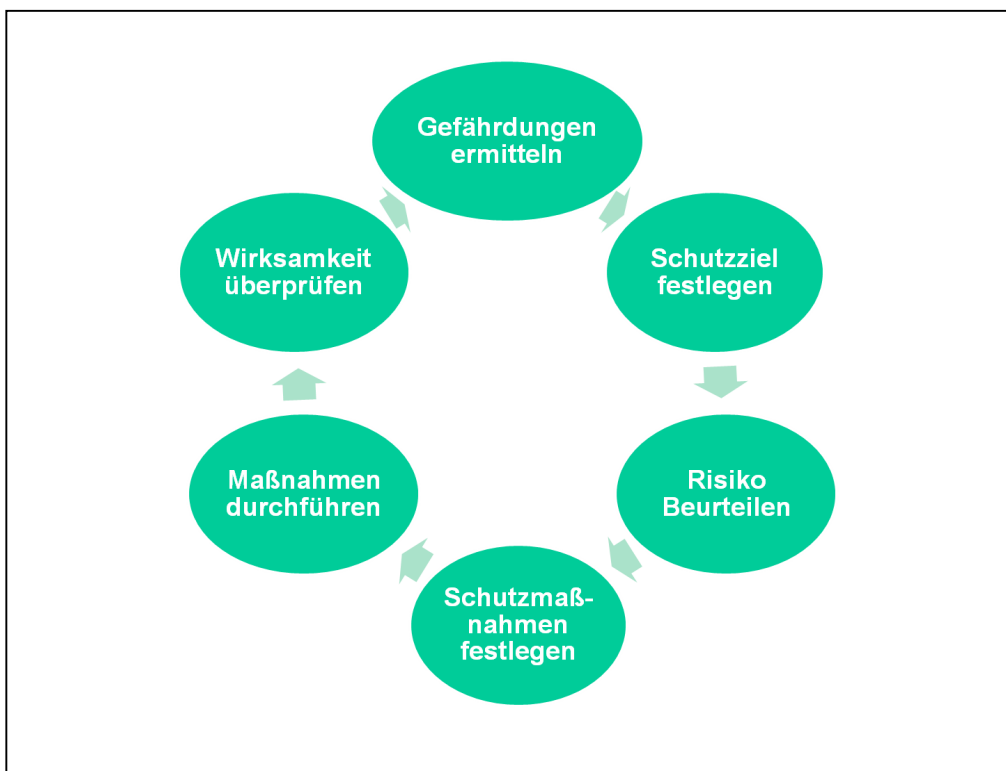 Gefährdungen
ermitteln
Schutzziel
festlegen
Risiko
Beurteilen
Schutzmaß-
nahmen
festlegen
Maßnahmen
durchführen
Wirksamkeit
überprüfen